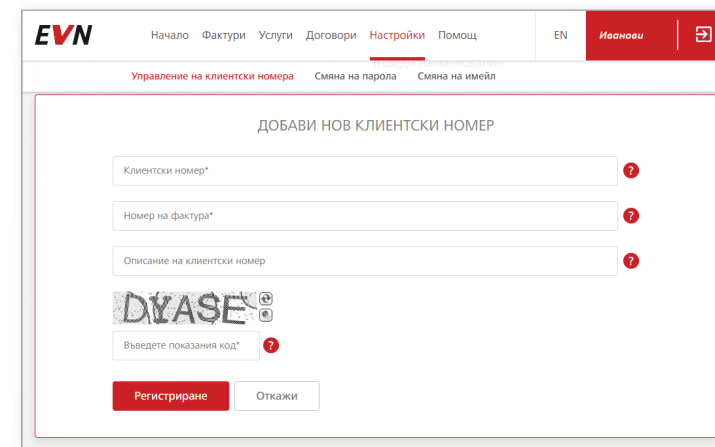 EVN
Начало Фактури Услуги Договори Настройки Помощ EN Иванови
Управление на клиентски номера Смяна на парола Смяна на имейл
ДОБАВИ НОВ КЛИЕНТСКИ НОМЕР
Клиентски номер* ?
Номер на фактура* ?
Описание на клиентски номер ?
DYASE
Въведете показания код* ?
Регистриране Откажи